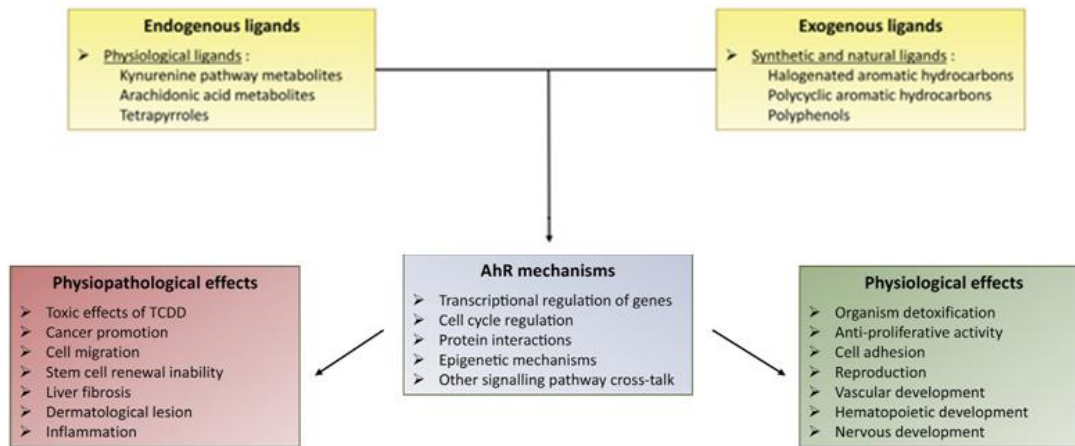 Endogenous ligands
➢ Physiological ligands :
Kynurenine pathway metabolites
Arachidonic acid metabolites
Tetrapyrroles
Exogenous ligands
➢ Synthetic and natural ligands :
Halogenated aromatic hydrocarbons
Polycyclic aromatic hydrocarbons
Polyphenols
Physiopathological effects
➢ Toxic effects of TCDD
➢ Cancer promotion
➢ Cell migration
➢ Stem cell renewal inability
➢ Liver fibrosis
➢ Dermatological lesion
➢ Inflammation
AhR mechanisms
➢ Transcriptional regulation of genes
➢ Cell cycle regulation
➢ Protein interactions
➢ Epigenetic mechanisms
➢ Other signalling pathway cross-talk
Physiological effects
➢ Organism detoxification
➢ Anti-proliferative activity
➢ Cell adhesion
➢ Reproduction
➢ Vascular development
➢ Hematopoietic development
➢ Nervous development